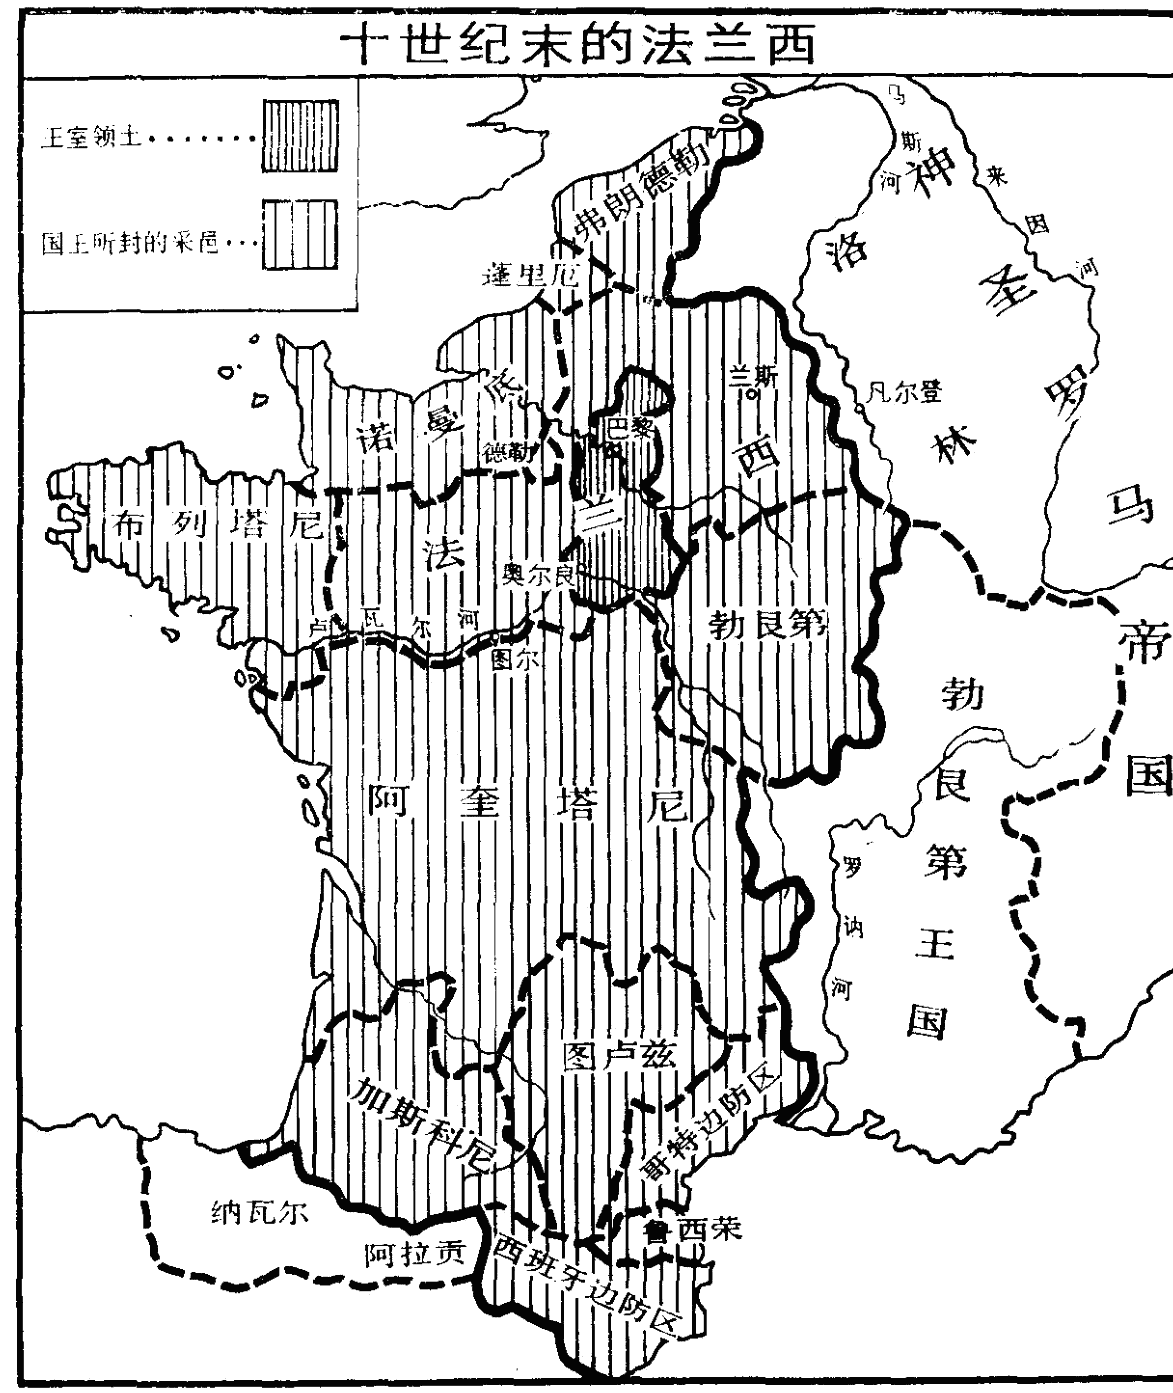 十世纪末的法兰西
王室领土
国王所封的采邑
弗朗德勒
蓬里厄
诺曼底
德勒
巴黎
兰斯
凡尔登
布列塔尼
法兰西
奥尔良
卢瓦尔河
图尔
勃艮第
阿奎塔尼
图卢兹
加斯科尼
哥特边防区
鲁西荣
西班牙边防区
纳瓦尔
阿拉贡
马斯河
来因河
神圣罗马帝国
洛林
勃艮第王国
罗讷河